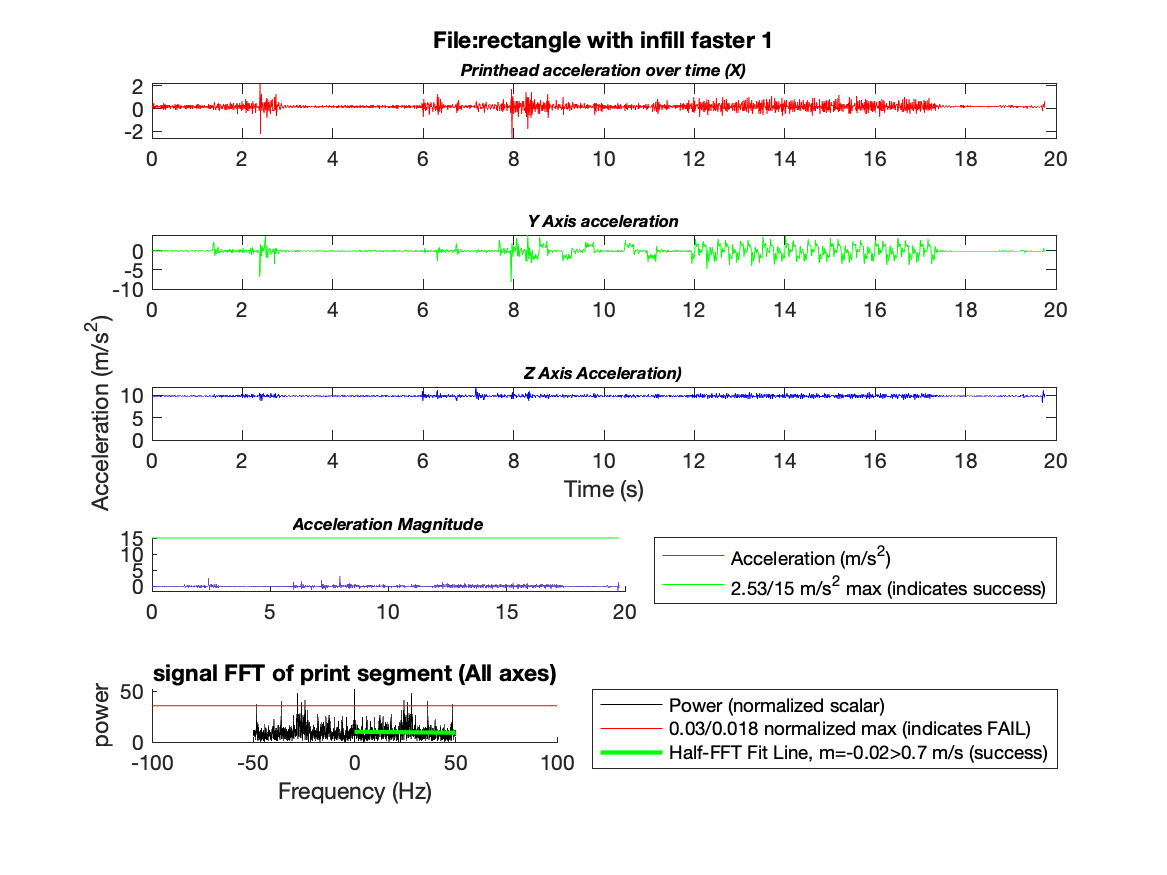 File:rectangle with infill faster 1
Printhead acceleration over time (X)
2
0
-2
0 2 4 6 8 10 12 14 16 18 20
Y Axis acceleration
0
-5
-10
0 2 4 6 8 10 12 14 16 18 20
Acceleration (m/s²)
Z Axis Acceleration)
10
5
0
0 2 4 6 8 10 12 14 16 18 20
Time (s)
Acceleration Magnitude
15
10
5
0
0 5 10 15 20
Acceleration (m/s²)
2.53/15 m/s² max (indicates success)
signal FFT of print segment (All axes)
power
50
0
-100 -50 0 50 100
Frequency (Hz)
Power (normalized scalar)
0.03/0.018 normalized max (indicates FAIL)
Half-FFT Fit Line, m=-0.02>0.7 m/s (success)